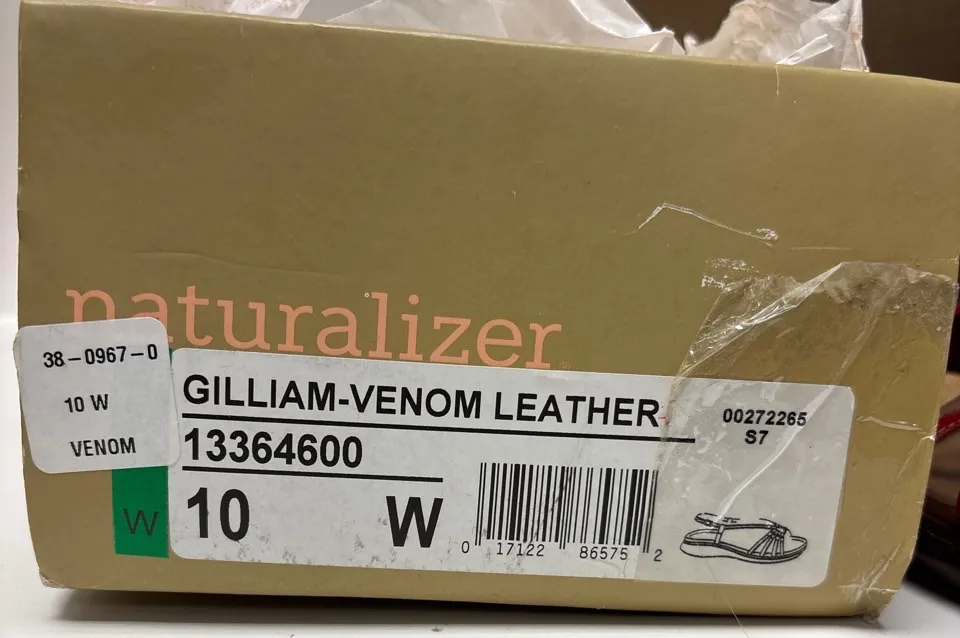 naturalizer
38-0967-0
10 W
VENOM
W
GILLIAM-VENOM LEATHER
13364600
10 W
0 17122 86575 2
00272265
S7